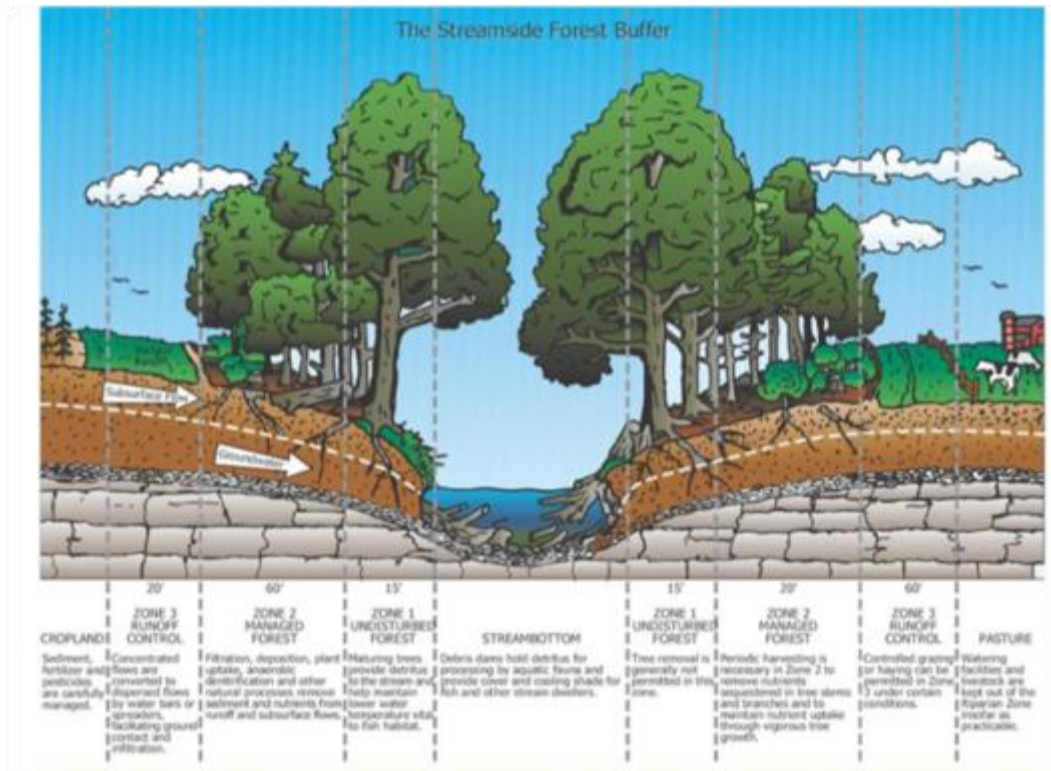 The Streamside Forest Buffer
Subsurface Flow
Groundwater
20'
60'
15'
15'
20'
60'
CROPLAND
Sediment,
fertilizer and
pesticides
are carefully
managed.
ZONE 3
RUNOFF
CONTROL
Concentrated
flows are
converted to
dispersed flows
by water bars or
spreaders,
facilitating ground
contact and
infiltration.
ZONE 2
MANAGED
FOREST
Filtration, deposition, plant
uptake, anaerobic
denitrification and other
natural processes remove
sediment and nutrients from
runoff and subsurface flows.
ZONE 1
UNDISTURBED
FOREST
Maturing trees
provide detritus
to the stream and
help maintain
lower water
temperature vital
to fish habitat.
STREAMBOTTOM
Debris dams hold detritus for
processing by aquatic fauna and
provide cover and cooling shade for
fish and other stream dwellers.
ZONE 1
UNDISTURBED
FOREST
Tree removal is
generally not
permitted in this
zone.
ZONE 2
MANAGED
FOREST
Periodic harvesting is
necessary in Zone 2 to
remove nutrients
sequestered in tree stems
and branches and to
maintain nutrient uptake
through vigorous tree
growth.
ZONE 3
RUNOFF
CONTROL
Controlled grazing
or haying can be
permitted in Zone
3 under certain
conditions.
PASTURE
Watering
facilities and
livestock are
kept out of the
Riparian Zone
insofar as
practicable.